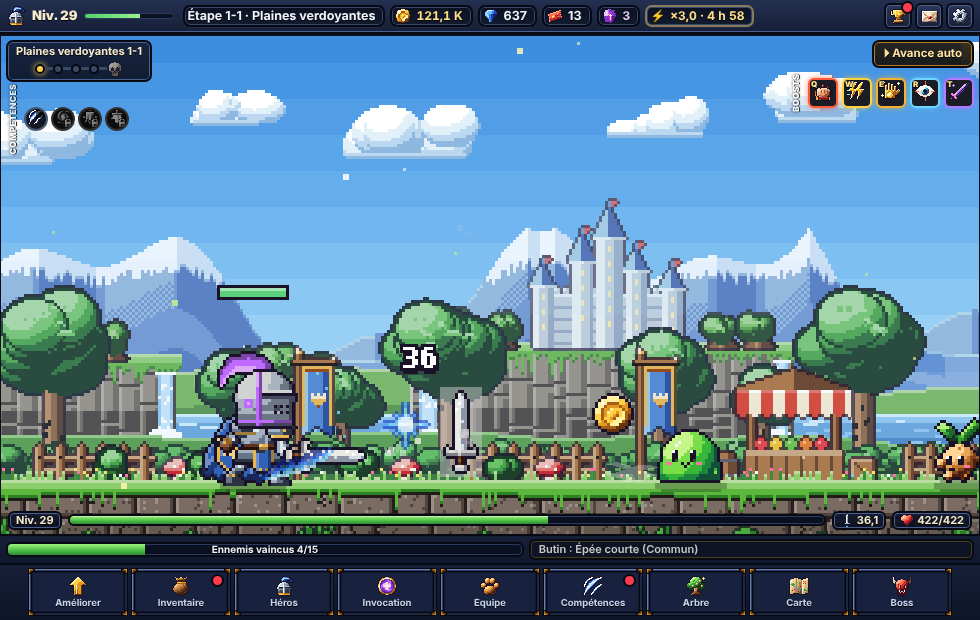 Niv. 29
Étape 1-1 · Plaines verdoyantes
121,1 K
637
13
3
×3,0 · 4 h 58
Plaines verdoyantes 1-1
Avance auto
COMPÉTENCES
BOOSTS
Q
W
E
R
T
36
Niv. 29
36,1
422/422
Ennemis vaincus 4/15
Butin : Épée courte (Commun)
Améliorer
Inventaire
Héros
Invocation
Equipe
Compétences
Arbre
Carte
Boss